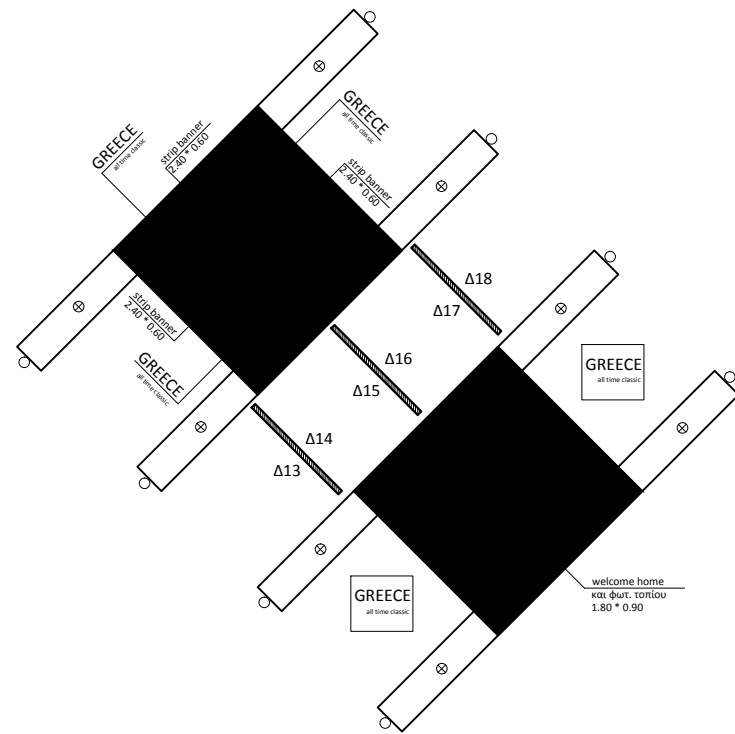 GREECE
all time classic
strip banner
2.40 * 0.60
GREECE
all time classic
strip banner
2.40 * 0.60
Δ18
Δ17
strip banner
2.40 * 0.60
GREECE
all time classic
Δ16
Δ15
GREECE
all time classic
Δ14
Δ13
GREECE
all time classic
welcome home
και φωτ. τοπίου
1.80 * 0.90